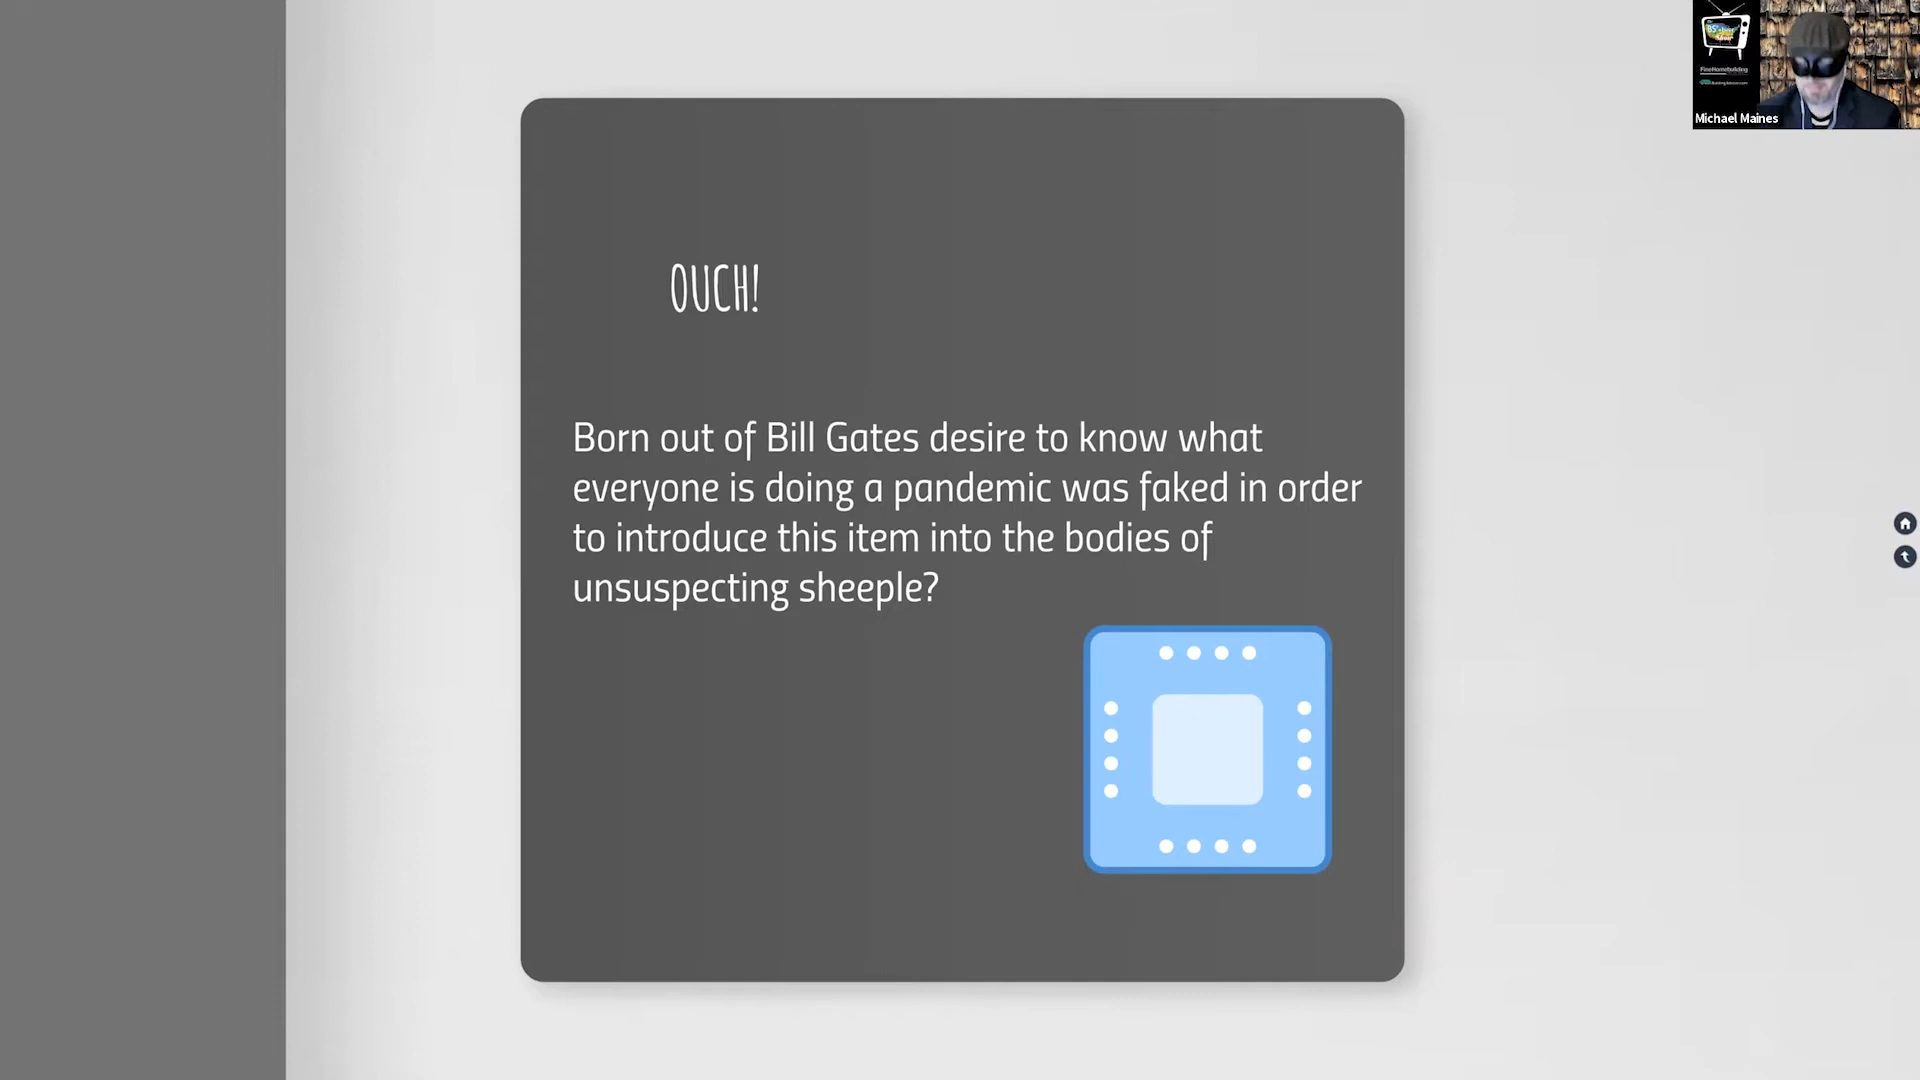 OUCH!
Born out of Bill Gates desire to know what
everyone is doing a pandemic was faked in order
to introduce this item into the bodies of
unsuspecting sheeple?
FineHomebuilding
Michael Maines